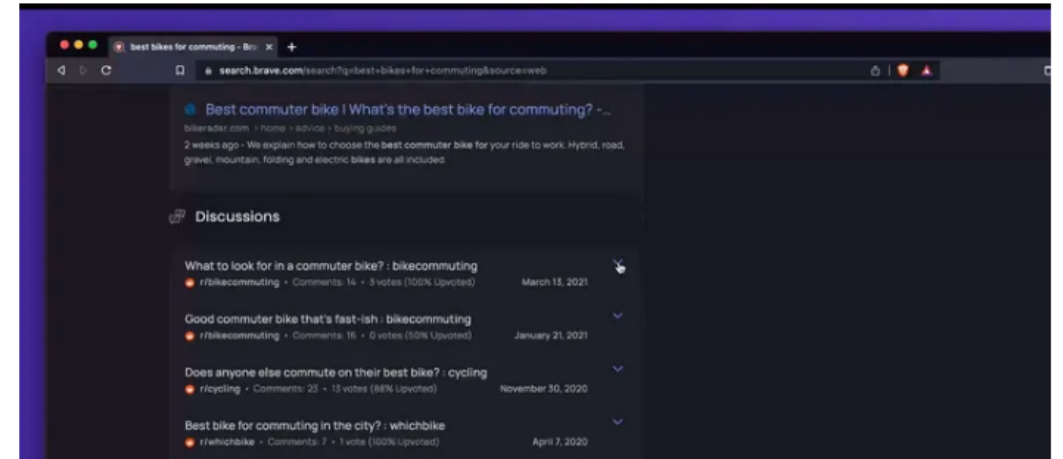 best bikes for commuting - Bra
search.brave.com/search?q=best+bikes+for+commuting&source=web
Best commuter bike | What's the best bike for commuting? -...
bikeradar.com › home › advice › buying guides
2 weeks ago - We explain how to choose the best commuter bike for your ride to work. Hybrid, road,
gravel, mountain, folding and electric bikes are all included.
Discussions
What to look for in a commuter bike? : bikecommuting
r/bikecommuting • Comments: 14 • 3 votes (100% Upvoted) March 13, 2021
Good commuter bike that's fast-ish : bikecommuting
r/bikecommuting • Comments: 16 • 0 votes (50% Upvoted) January 21, 2021
Does anyone else commute on their best bike? : cycling
r/cycling • Comments: 23 • 13 votes (88% Upvoted) November 30, 2020
Best bike for commuting in the city? : whichbike
r/whichbike • Comments: 7 • 1 vote (100% Upvoted) April 7, 2020